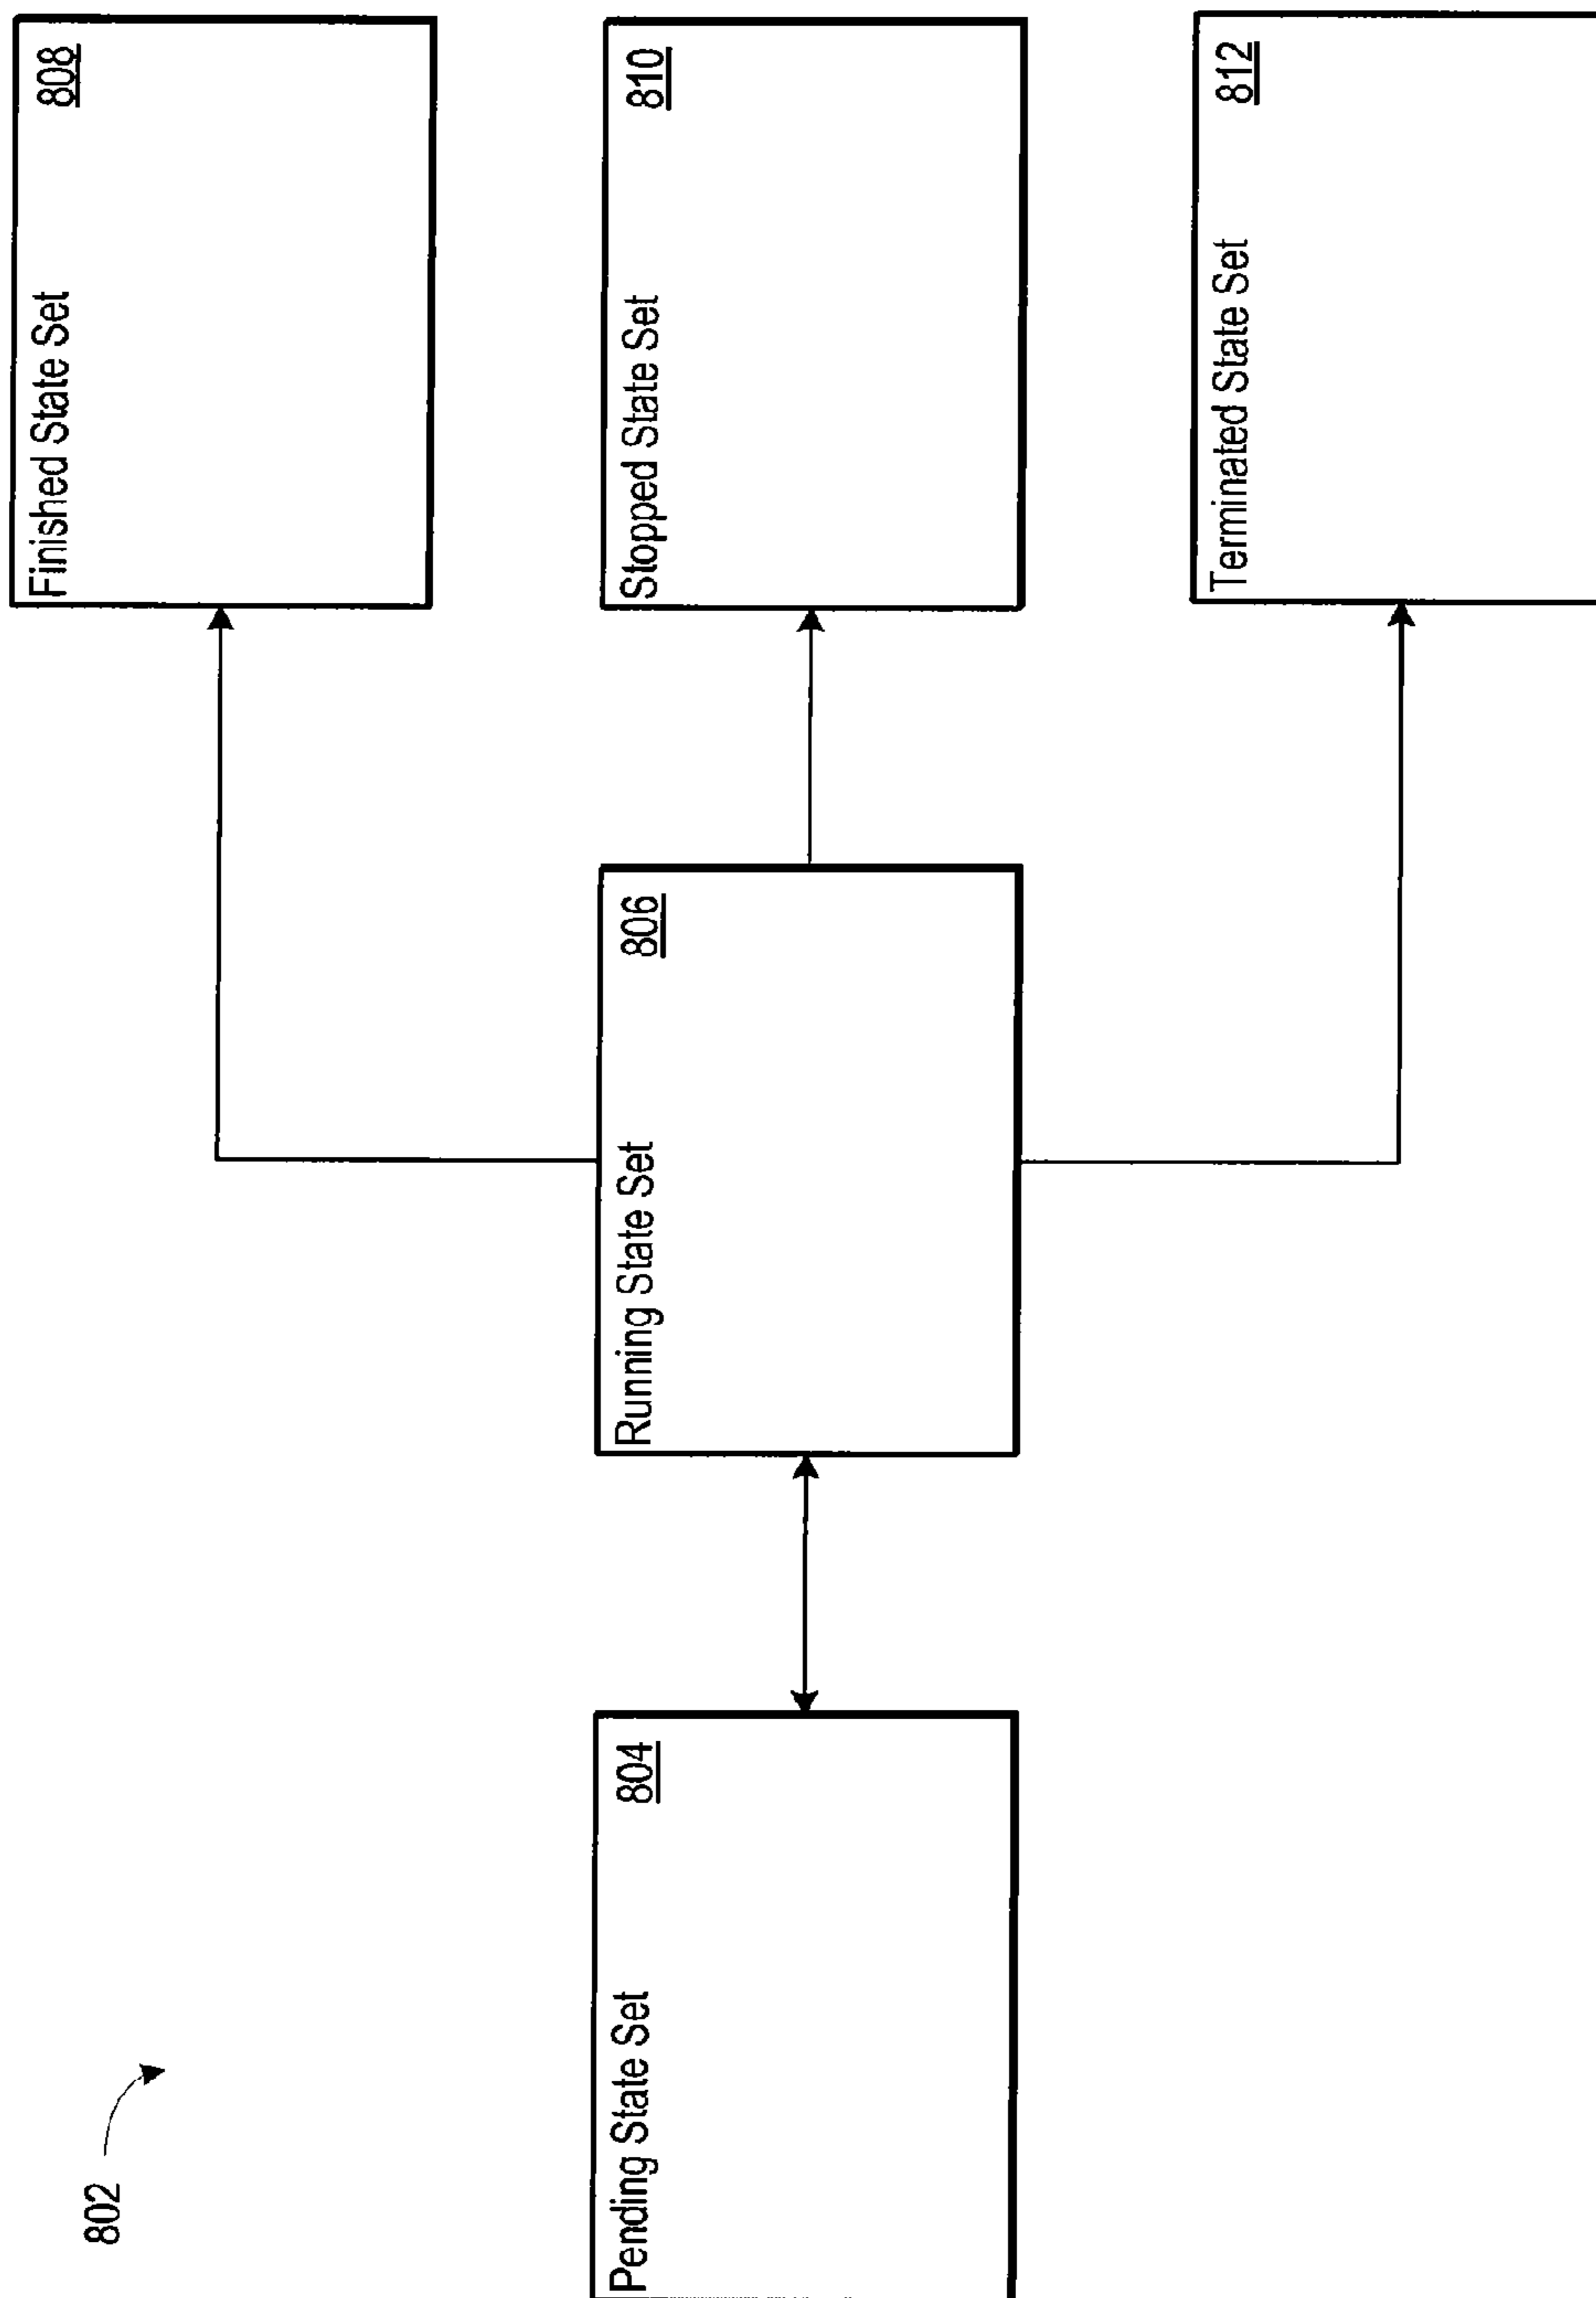 802
Pending State Set
804
Running State Set
806
Finished State Set
808
Stopped State Set
810
Terminated State Set
812